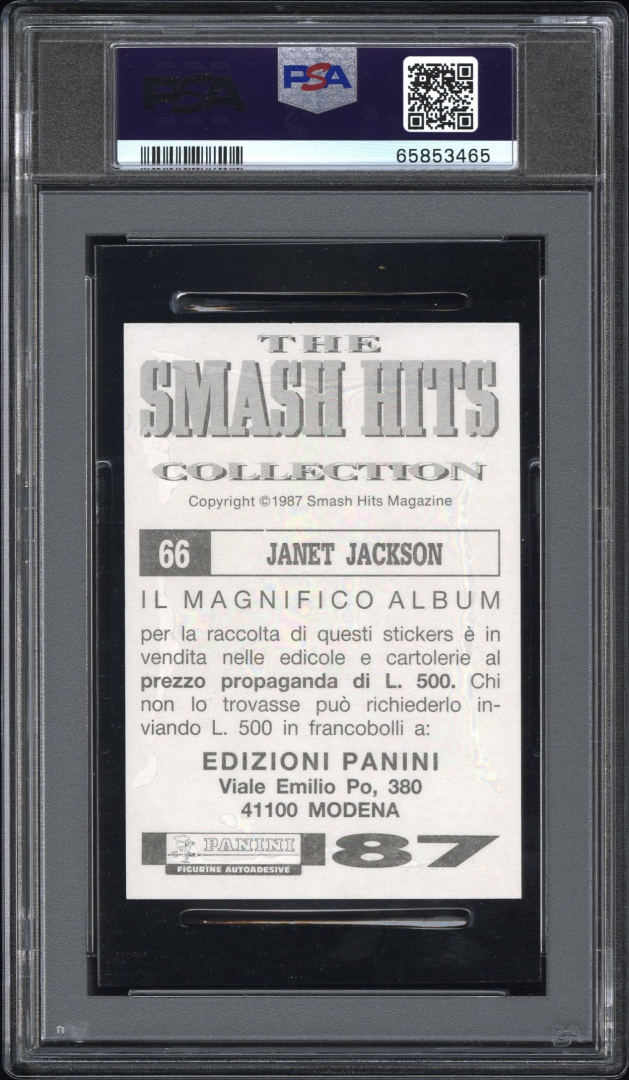 PSA
PSA
65853465
THE
SMASH HITS
COLLECTION
Copyright ©1987 Smash Hits Magazine
66 JANET JACKSON
IL MAGNIFICO ALBUM
per la raccolta di questi stickers è in
vendita nelle edicole e cartolerie al
prezzo propaganda di L. 500. Chi
non lo trovasse può richiederlo in-
viando L. 500 in francobolli a:
EDIZIONI PANINI
Viale Emilio Po, 380
41100 MODENA
PANINI 87
FIGURINE AUTOADESIVE
PSA